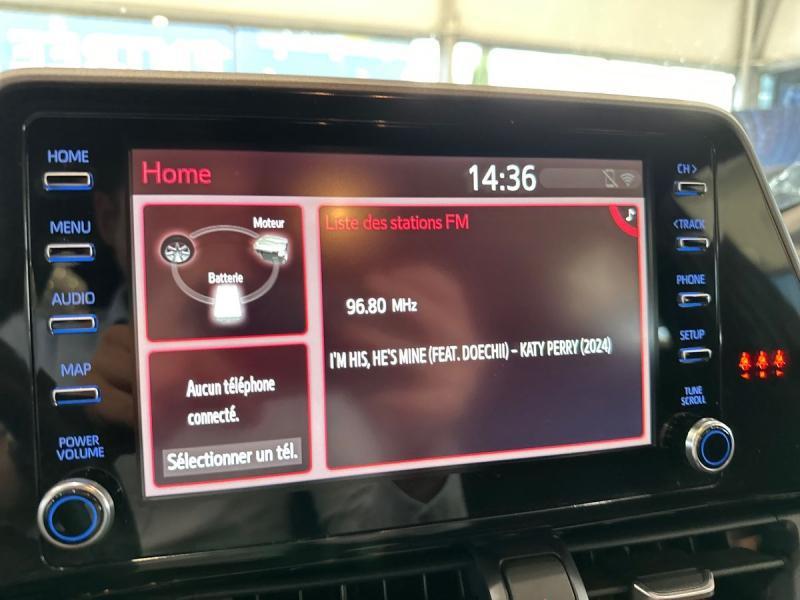 HOME
MENU
AUDIO
MAP
POWER
VOLUME
Home
14:36
Moteur
Batterie
Aucun téléphone
connecté.
Sélectionner un tél.
Liste des stations FM
96.80 MHz
I'M HIS, HE'S MINE (FEAT. DOECHII) – KATY PERRY (2024)
CH >
< TRACK
PHONE
SETUP
TUNE
SCROLL